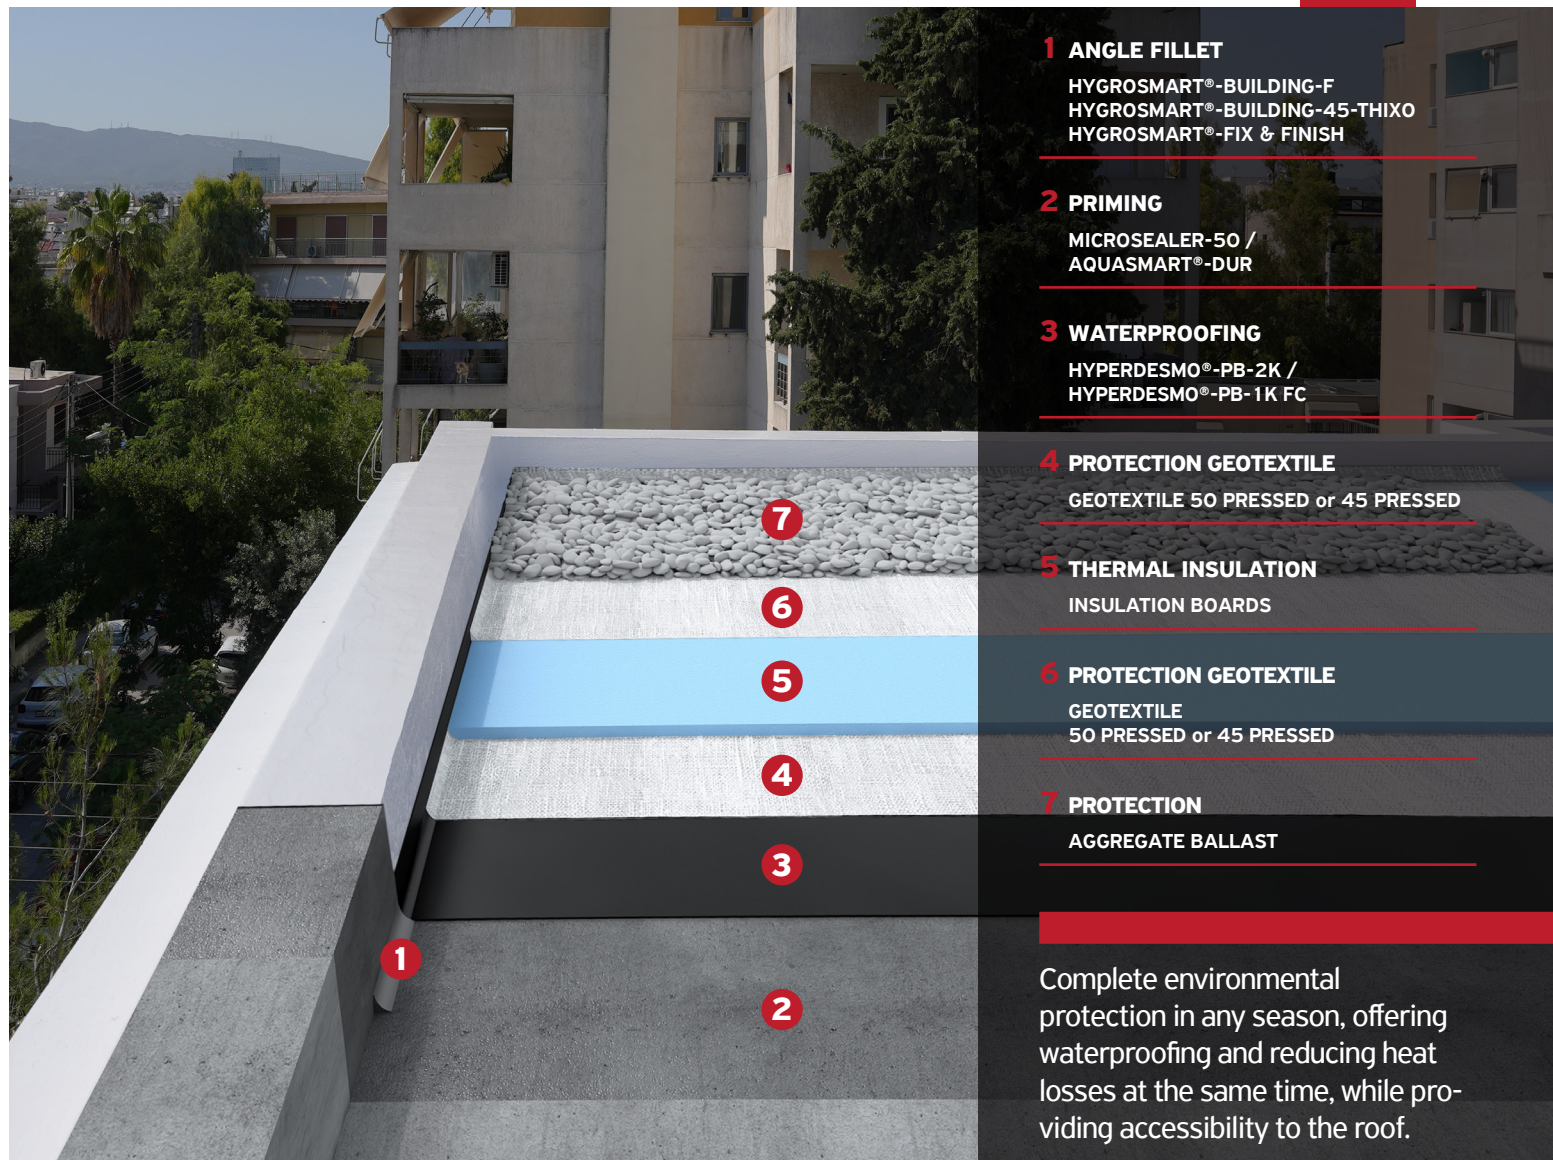 1 ANGLE FILLET
HYGROSMART®-BUILDING-F
HYGROSMART®-BUILDING-45-THIXO
HYGROSMART®-FIX & FINISH
2 PRIMING
MICROSEALER-50 /
AQUASMART®-DUR
3 WATERPROOFING
HYPERDESMO®-PB-2K /
HYPERDESMO®-PB-1K FC
4 PROTECTION GEOTEXTILE
GEOTEXTILE 50 PRESSED or 45 PRESSED
5 THERMAL INSULATION
INSULATION BOARDS
6 PROTECTION GEOTEXTILE
GEOTEXTILE
50 PRESSED or 45 PRESSED
7 PROTECTION
AGGREGATE BALLAST
Complete environmental
protection in any season, offering
waterproofing and reducing heat
losses at the same time, while pro-
viding accessibility to the roof.
7
6
5
4
3
1
2